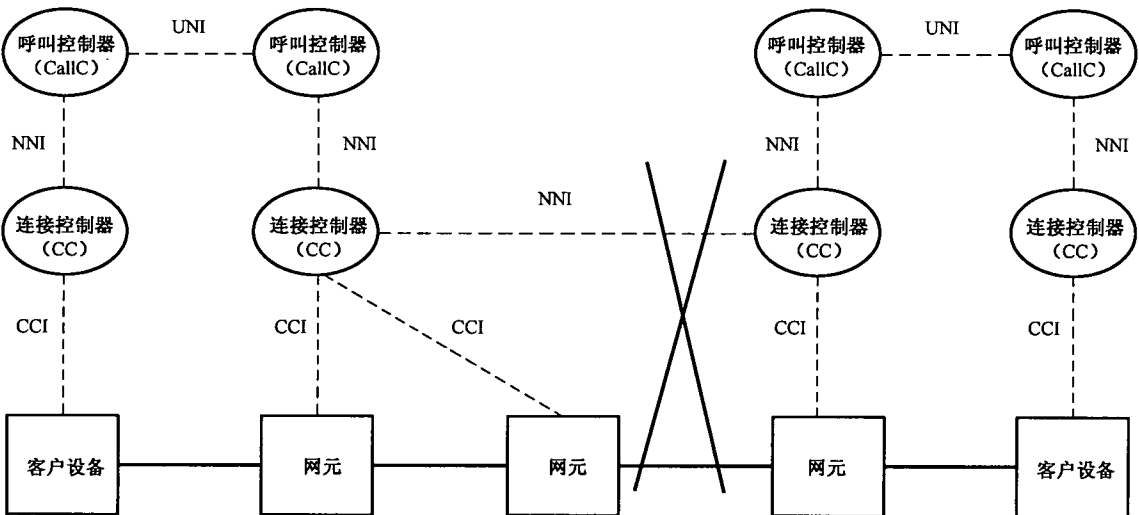 UNI
UNI
呼叫控制器
（CallC）
呼叫控制器
（CallC）
呼叫控制器
（CallC）
呼叫控制器
（CallC）
NNI
NNI
NNI
NNI
NNI
连接控制器
（CC）
连接控制器
（CC）
连接控制器
（CC）
连接控制器
（CC）
CCI
CCI
CCI
CCI
CCI
客户设备
网元
网元
网元
客户设备